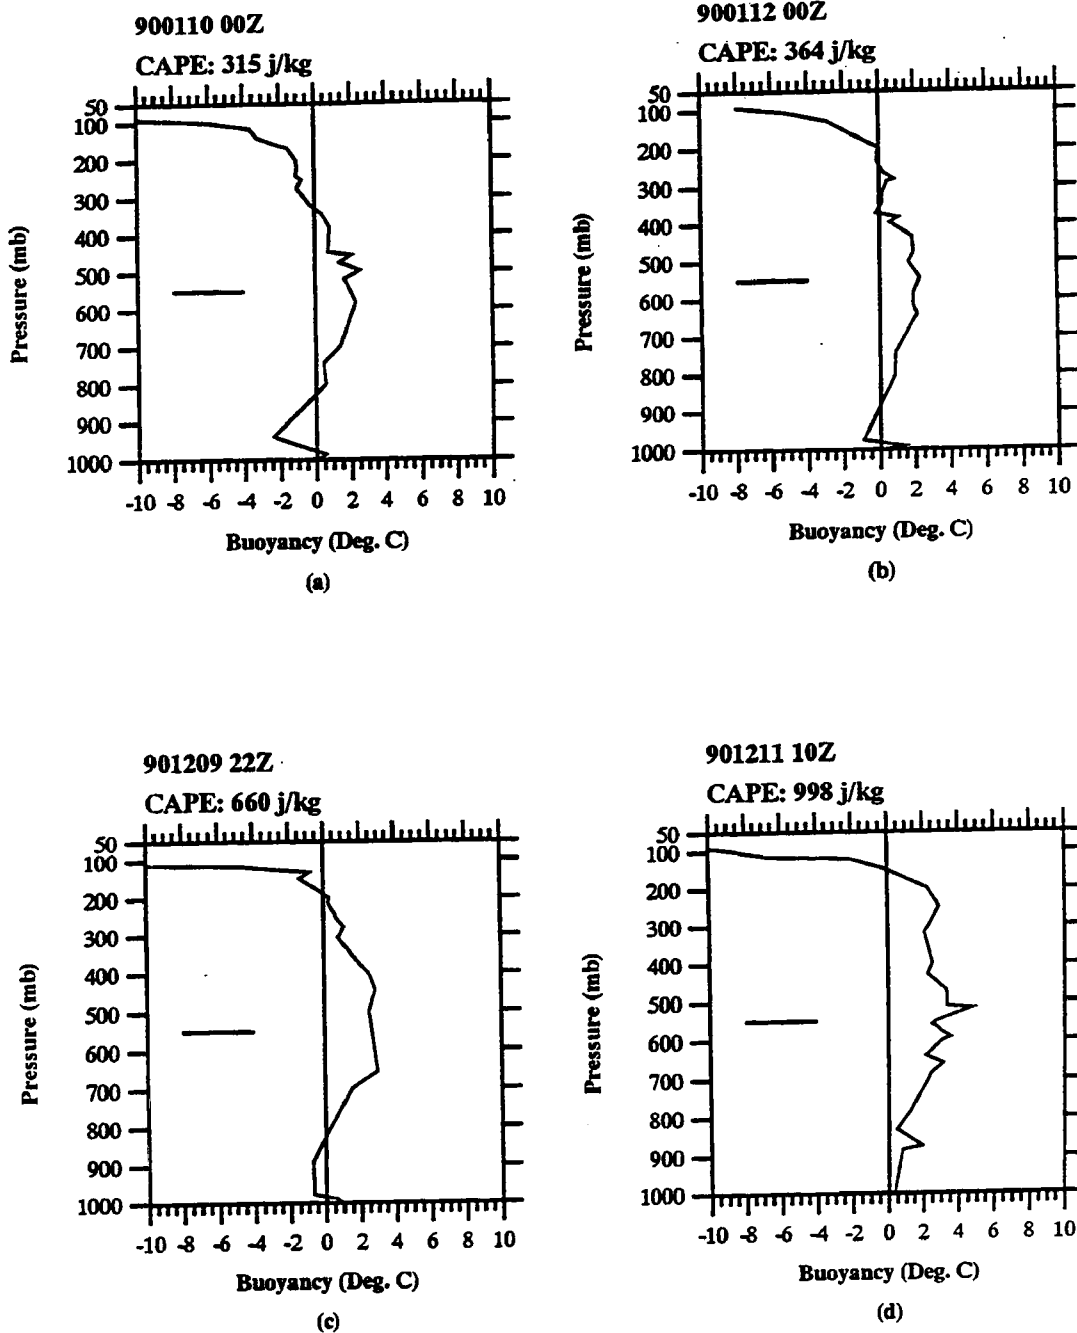 900110 00Z
CAPE: 315 j/kg
50
100
200
300
400
500
600
700
800
900
1000
Pressure (mb)
-10 -8 -6 -4 -2 0 2 4 6 8 10
Buoyancy (Deg. C)
(a)
900112 00Z
CAPE: 364 j/kg
50
100
200
300
400
500
600
700
800
900
1000
Pressure (mb)
-10 -8 -6 -4 -2 0 2 4 6 8 10
Buoyancy (Deg. C)
(b)
901209 22Z
CAPE: 660 j/kg
50
100
200
300
400
500
600
700
800
900
1000
Pressure (mb)
-10 -8 -6 -4 -2 0 2 4 6 8 10
Buoyancy (Deg. C)
(c)
901211 10Z
CAPE: 998 j/kg
50
100
200
300
400
500
600
700
800
900
1000
Pressure (mb)
-10 -8 -6 -4 -2 0 2 4 6 8 10
Buoyancy (Deg. C)
(d)